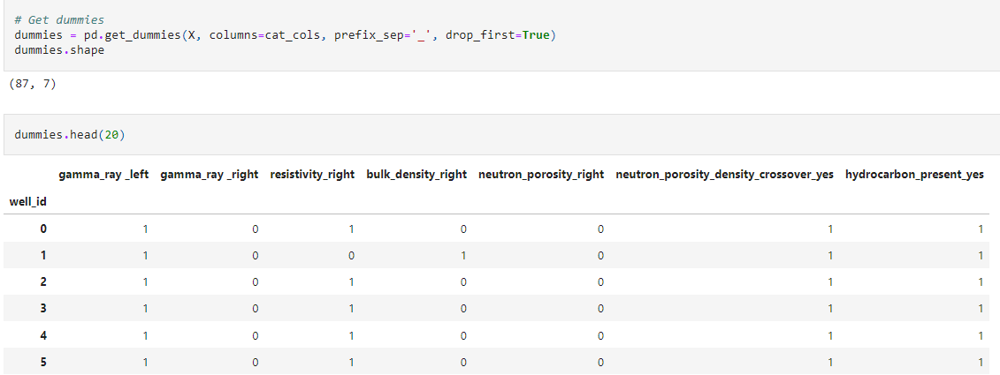 # Get dummies
dummies = pd.get_dummies(X, columns=cat_cols, prefix_sep='_', drop_first=True)
dummies.shape
(87, 7)
dummies.head(20)
gamma_ray _left gamma_ray _right resistivity_right bulk_density_right neutron_porosity_right neutron_porosity_density_crossover_yes hydrocarbon_present_yes
well_id
0 1 0 1 0 0 1 1
1 1 0 0 1 0 1 1
2 1 0 1 0 0 1 1
3 1 0 1 0 0 1 1
4 1 0 1 0 0 1 1
5 1 0 1 0 0 1 1